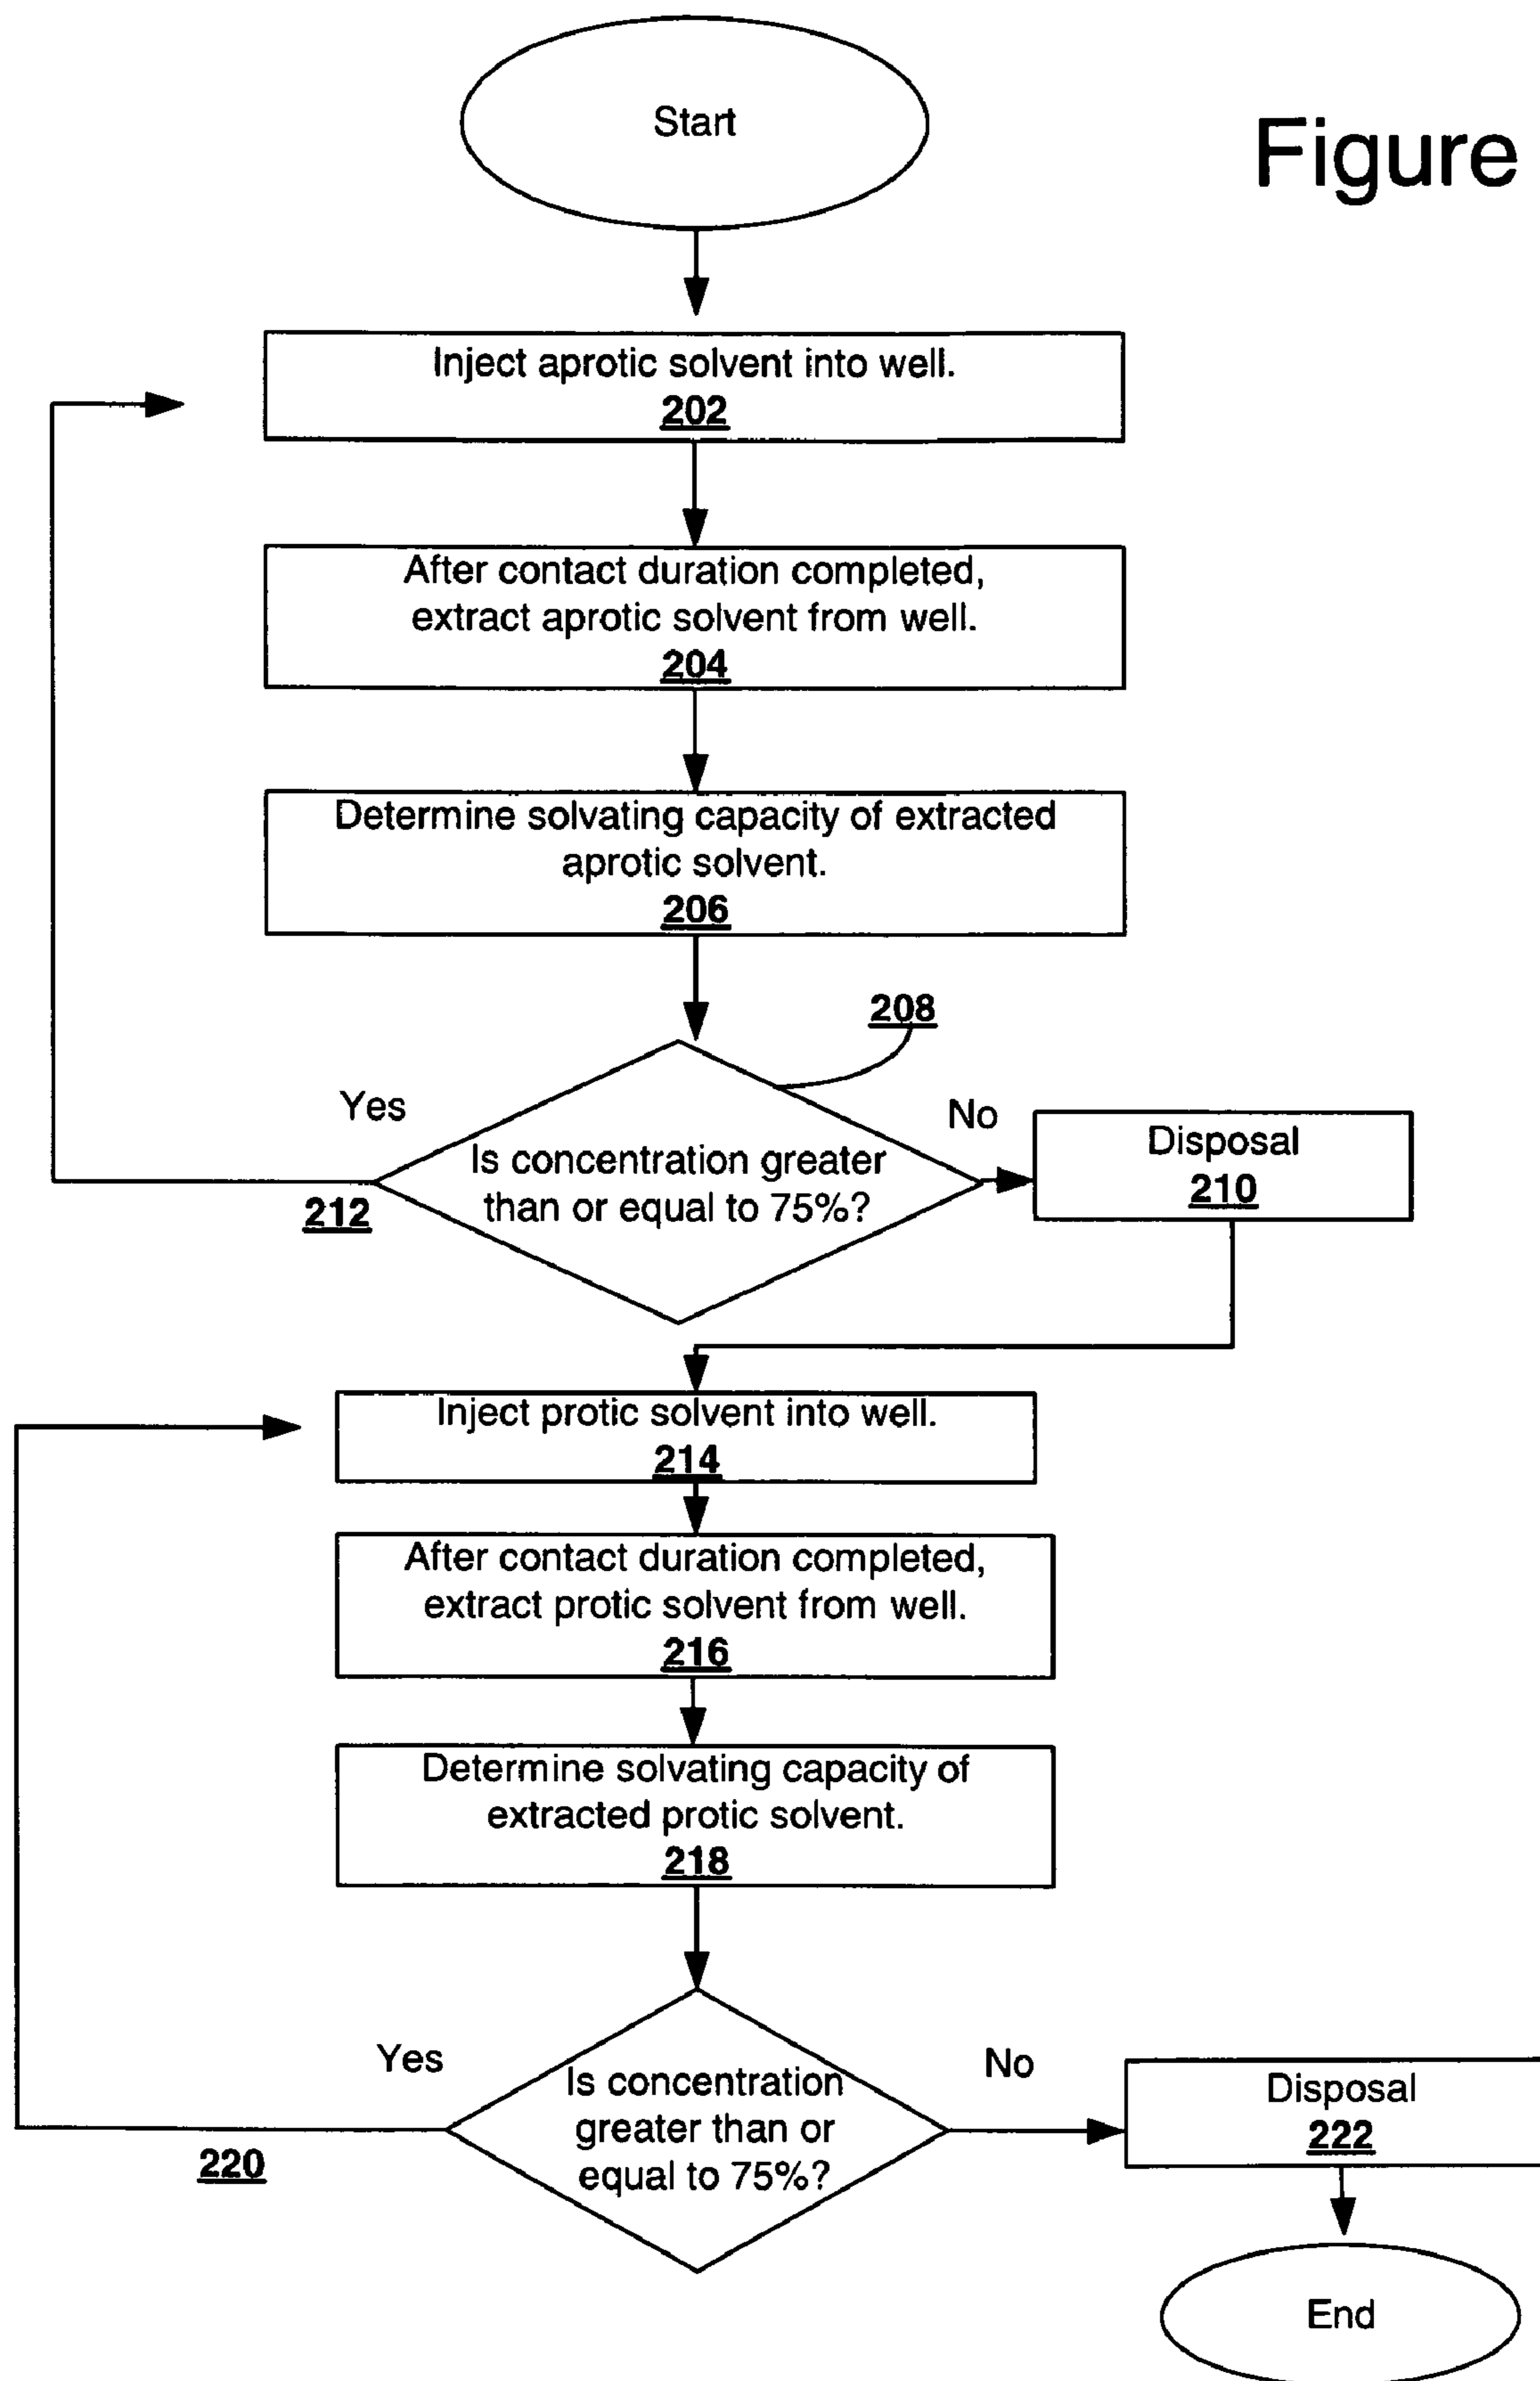 Start
Figure
Inject aprotic solvent into well.
202
After contact duration completed,
extract aprotic solvent from well.
204
Determine solvating capacity of extracted
aprotic solvent.
206
208
Yes
No
Is concentration greater
than or equal to 75%?
212
Disposal
210
Inject protic solvent into well.
214
After contact duration completed,
extract protic solvent from well.
216
Determine solvating capacity of
extracted protic solvent.
218
Yes
No
Is concentration
greater than or
equal to 75%?
220
Disposal
222
End